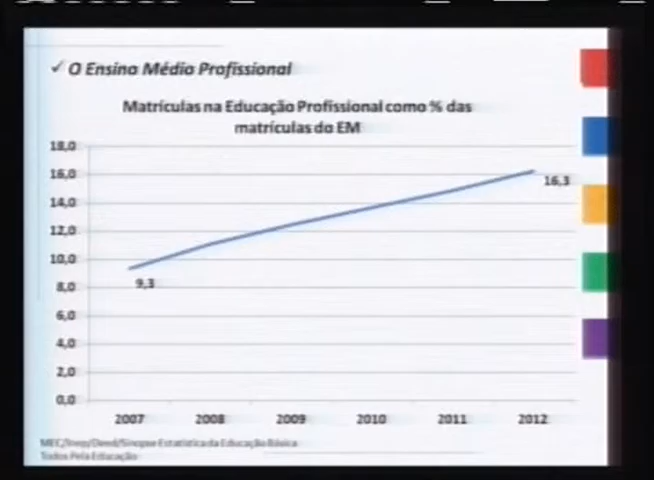 ✓ O Ensino Médio Profissional
Matrículas na Educação Profissional como % das
matrículas do EM
18,0
16,0
14,0
12,0
10,0
8,0
6,0
4,0
2,0
0,0
16,3
9,3
2007 2008 2009 2010 2011 2012
MEC/Inep/Deed/Sinopse Estatística da Educação Básica
Todos Pela Educação